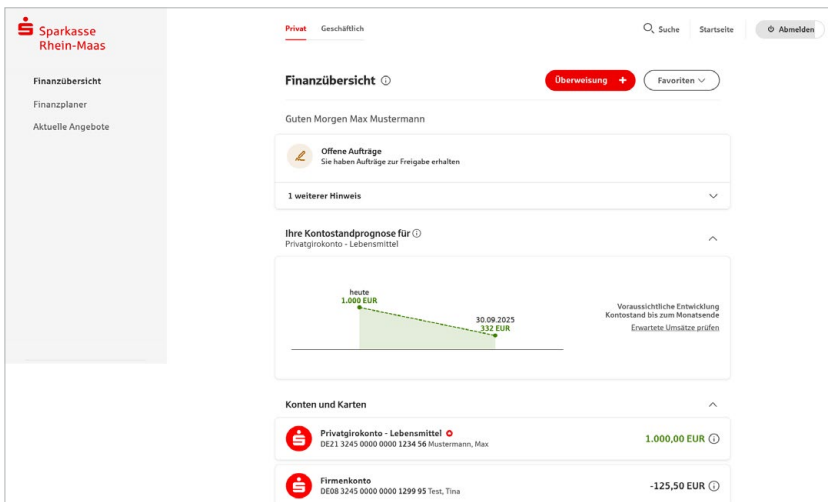 Sparkasse
Rhein-Maas
Finanzübersicht
Finanzplaner
Aktuelle Angebote
Privat Geschäftlich
Suche Startseite Abmelden
Finanzübersicht
Überweisung +
Favoriten
Guten Morgen Max Mustermann
Offene Aufträge
Sie haben Aufträge zur Freigabe erhalten
1 weiterer Hinweis
Ihre Kontostandprognose für
Privatgirokonto - Lebensmittel
heute
1.000 EUR
30.09.2025
332 EUR
Voraussichtliche Entwicklung
Kontostand bis zum Monatsende
Erwartete Umsätze prüfen
Konten und Karten
Privatgirokonto - Lebensmittel
DE21 3245 0000 0000 1234 56 Mustermann, Max
1.000,00 EUR
Firmenkonto
DE08 3245 0000 0000 1299 95 Test, Tina
-125,50 EUR